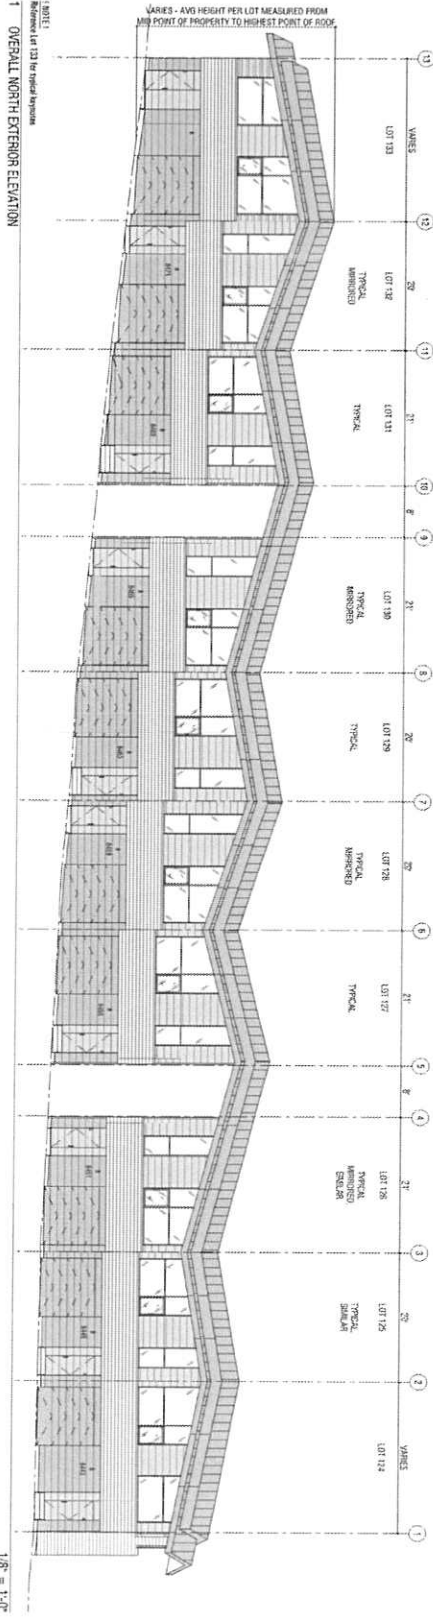 VARIES - AVG HEIGHT PER LOT MEASURED FROM
MID POINT OF PROPERTY TO HIGHEST POINT OF ROOF
13
12
11
10
9
8
7
6
5
4
3
2
1
VARIES
20'
21'
8'
21'
20'
20'
21'
8'
21'
20'
VARIES
LOT 133
LOT 132
LOT 131
LOT 130
LOT 129
LOT 128
LOT 127
LOT 126
LOT 125
LOT 124
TYPICAL
MIRRORED
TYPICAL
TYPICAL
MIRRORED
TYPICAL
TYPICAL
MIRRORED
TYPICAL
TYPICAL
MIRRORED
SIMILAR
TYPICAL
SIMILAR
! NOTE !
Reference Lot 133 for typical keynotes
1 OVERALL NORTH EXTERIOR ELEVATION
1/8" = 1'-0"